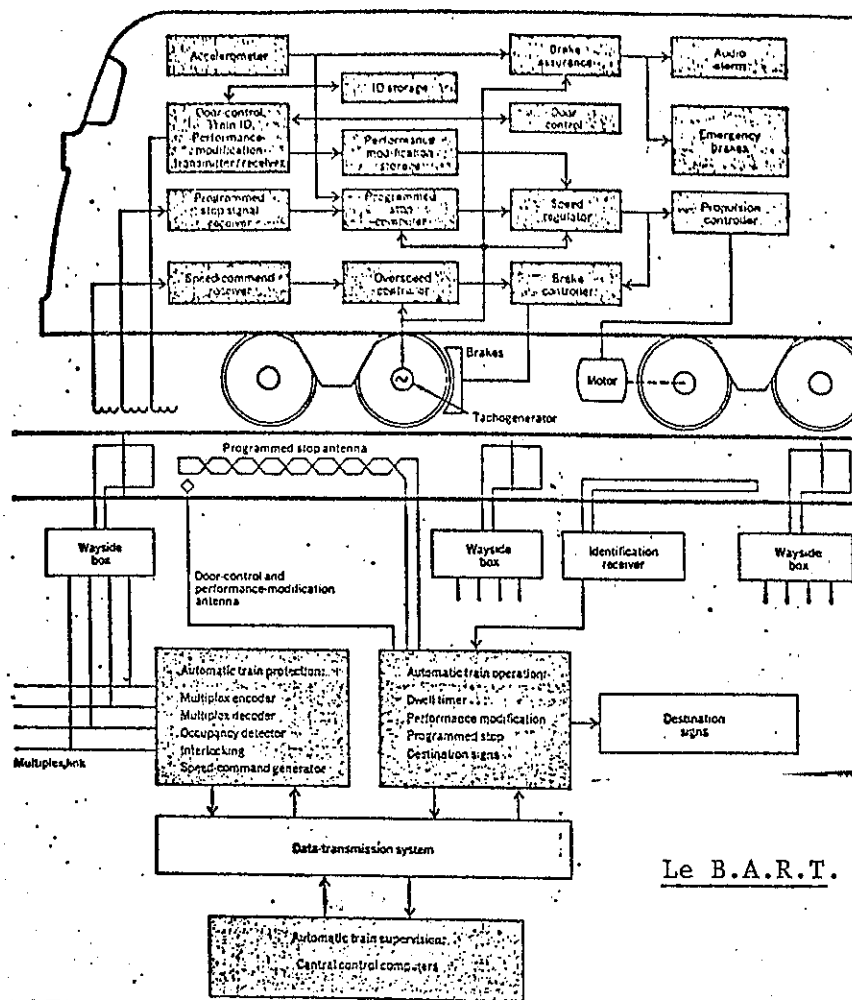 Accelerometer
Brake
assurance
Audio
alarm
ID storage
Door-control,
Train ID,
Performance-
modification
transmitter/receiver
Door
control
Performance
modification
storage
Emergency
brakes
Programmed
stop signal
receiver
Programmed
stop
computer
Speed
regulator
Propulsion
controller
Speed-command
receiver
Overspeed
controller
Brake
controller
Brakes
Motor
Tachogenerator
Programmed stop antenna
Wayside
box
Wayside
box
Identification
receiver
Wayside
box
Door-control and
performance-modification
antenna
Automatic train protection:
Multiplex encoder
Multiplex decoder
Occupancy detector
Interlocking
Speed-command generator
Automatic train operation:
Dwell timer
Performance modification
Programmed stop
Destination signs
Destination
signs
Multiplex link
Data-transmission system
Le B.A.R.T.
Automatic train supervision:
Central control computers